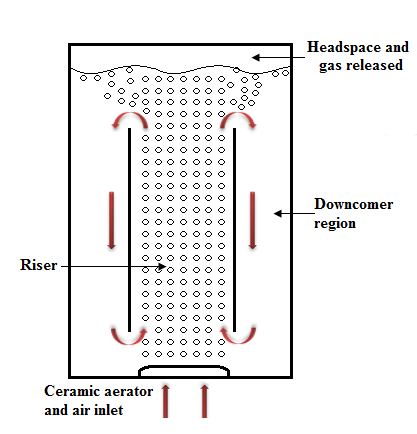 Headspace and
gas released
Downcomer
region
Riser
Ceramic aerator
and air inlet